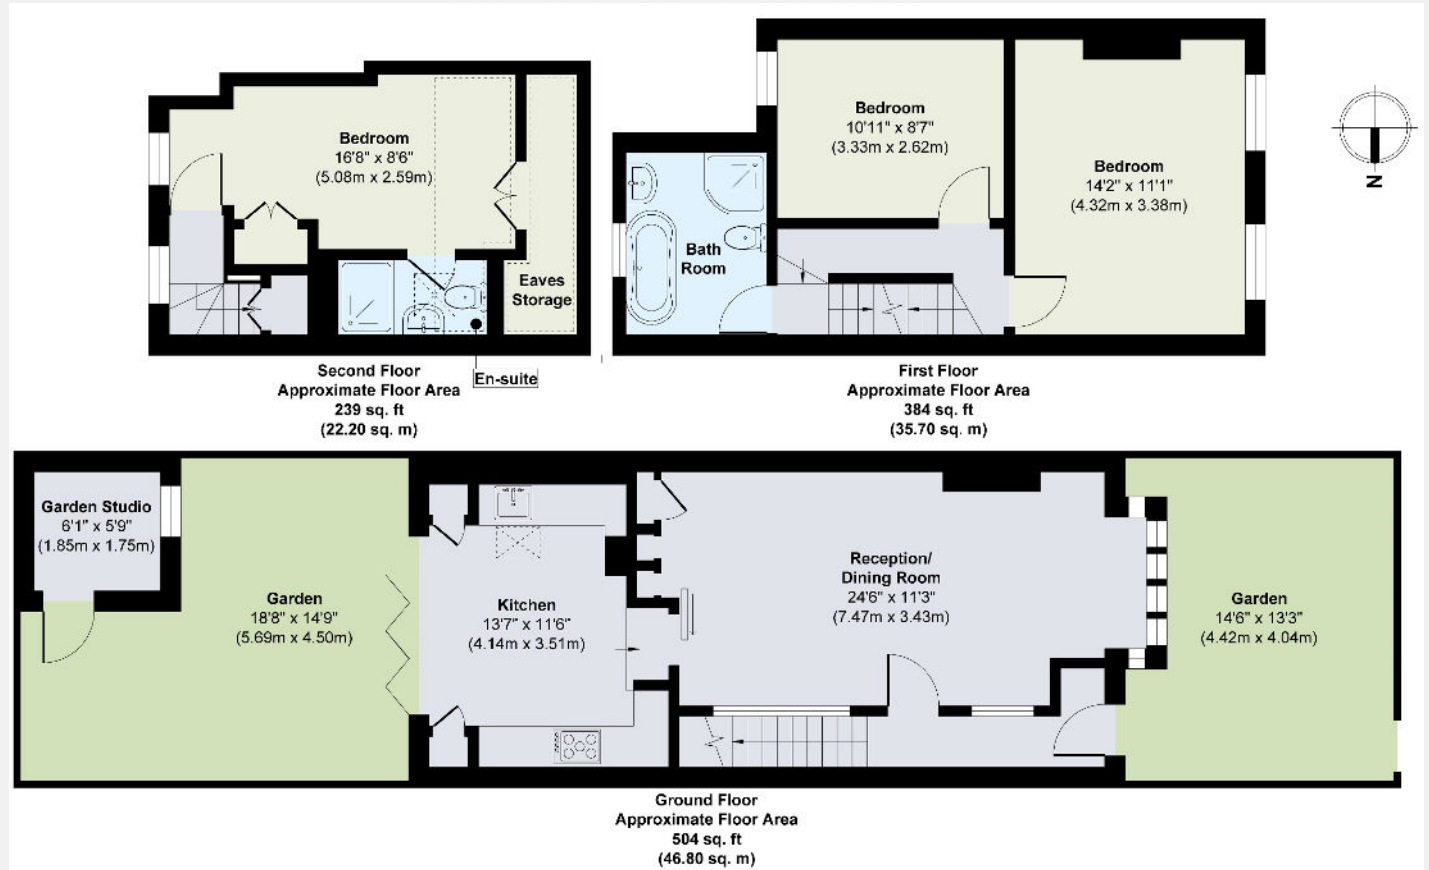 Bedroom
16'8" x 8'6"
(5.08m x 2.59m)
Eaves
Storage
Second Floor
Approximate Floor Area
239 sq. ft
(22.20 sq. m)
En-suite
Bath
Room
Bedroom
10'11" x 8'7"
(3.33m x 2.62m)
Bedroom
14'2" x 11'1"
(4.32m x 3.38m)
First Floor
Approximate Floor Area
384 sq. ft
(35.70 sq. m)
N
Garden Studio
6'1" x 5'9"
(1.85m x 1.75m)
Garden
18'8" x 14'9"
(5.69m x 4.50m)
Kitchen
13'7" x 11'6"
(4.14m x 3.51m)
Reception/
Dining Room
24'6" x 11'3"
(7.47m x 3.43m)
Garden
14'6" x 13'3"
(4.42m x 4.04m)
Ground Floor
Approximate Floor Area
504 sq. ft
(46.80 sq. m)